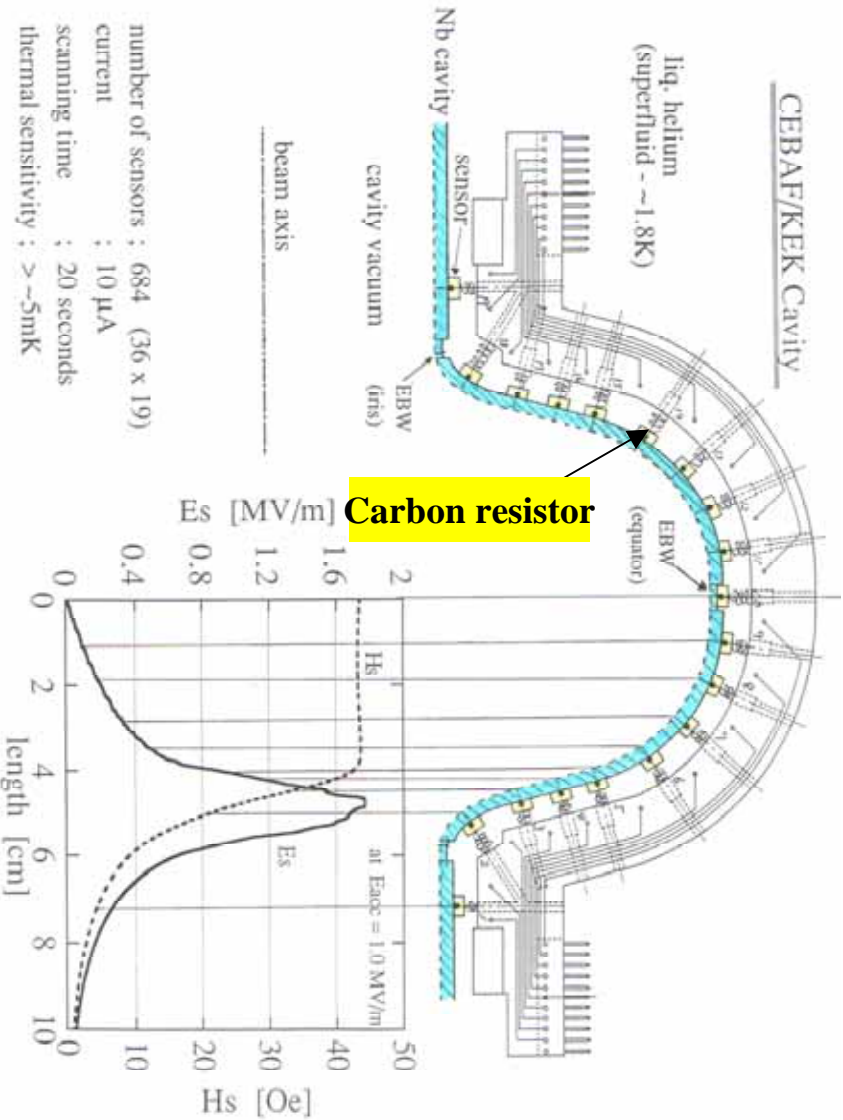 CEBAF/KEK Cavity
liq. helium
(superfluid - ~1.8K)
Nb cavity
sensor
cavity vacuum
EBW
(iris)
EBW
(equator)
Carbon resistor
beam axis
number of sensors ; 684 (36 x 19)
current ; 10 μA
scanning time ; 20 seconds
thermal sensitivity ; > ~5mK
Es [MV/m]
0 0.4 0.8 1.2 1.6 2
Hs
Es
at Eacc = 1.0 MV/m
0 2 4 6 8 10
length [cm]
0 10 20 30 40 50
Hs [Oe]